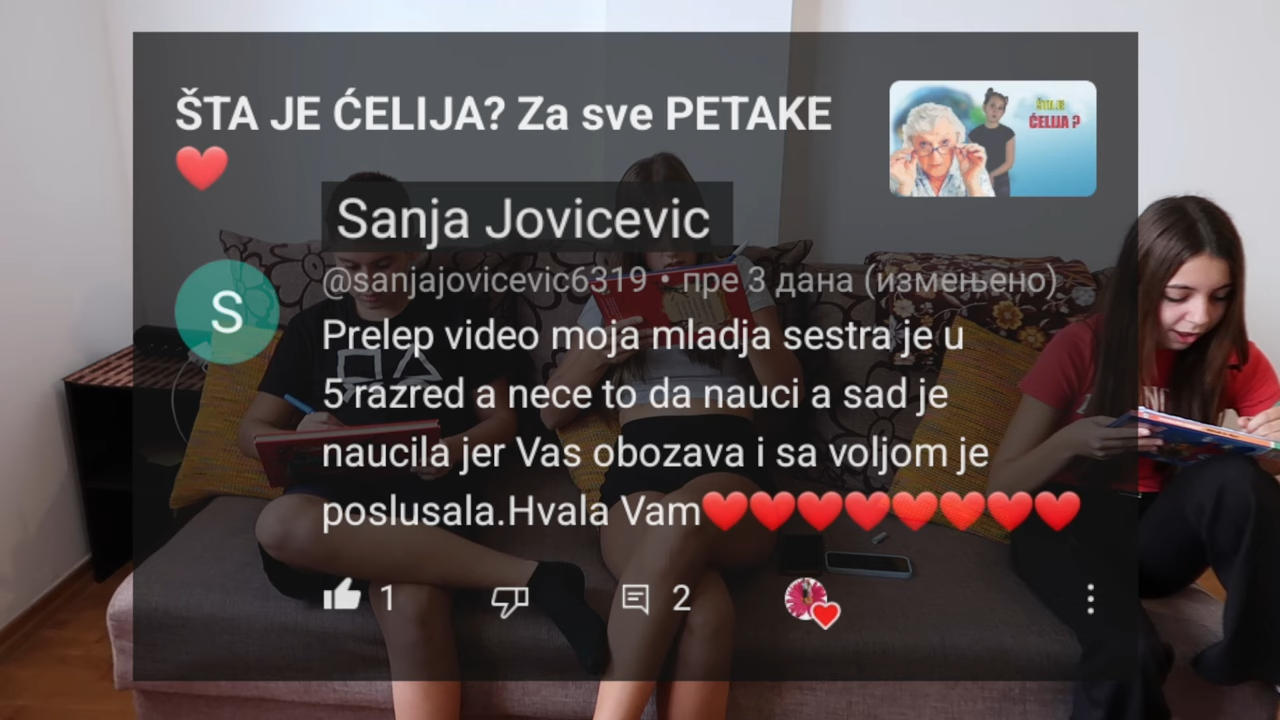 ŠTA JE ĆELIJA? Za sve PETAKE
❤️
ĆELIJA ?
Sanja Jovicevic
S
@sanjajovicevic6319 • пре 3 дана (измењено)
Prelep video moja mladja sestra je u
5 razred a nece to da nauci a sad je
naucila jer Vas obozava i sa voljom je
poslusala.Hvala Vam❤️❤️❤️❤️❤️❤️❤️❤️
1
2